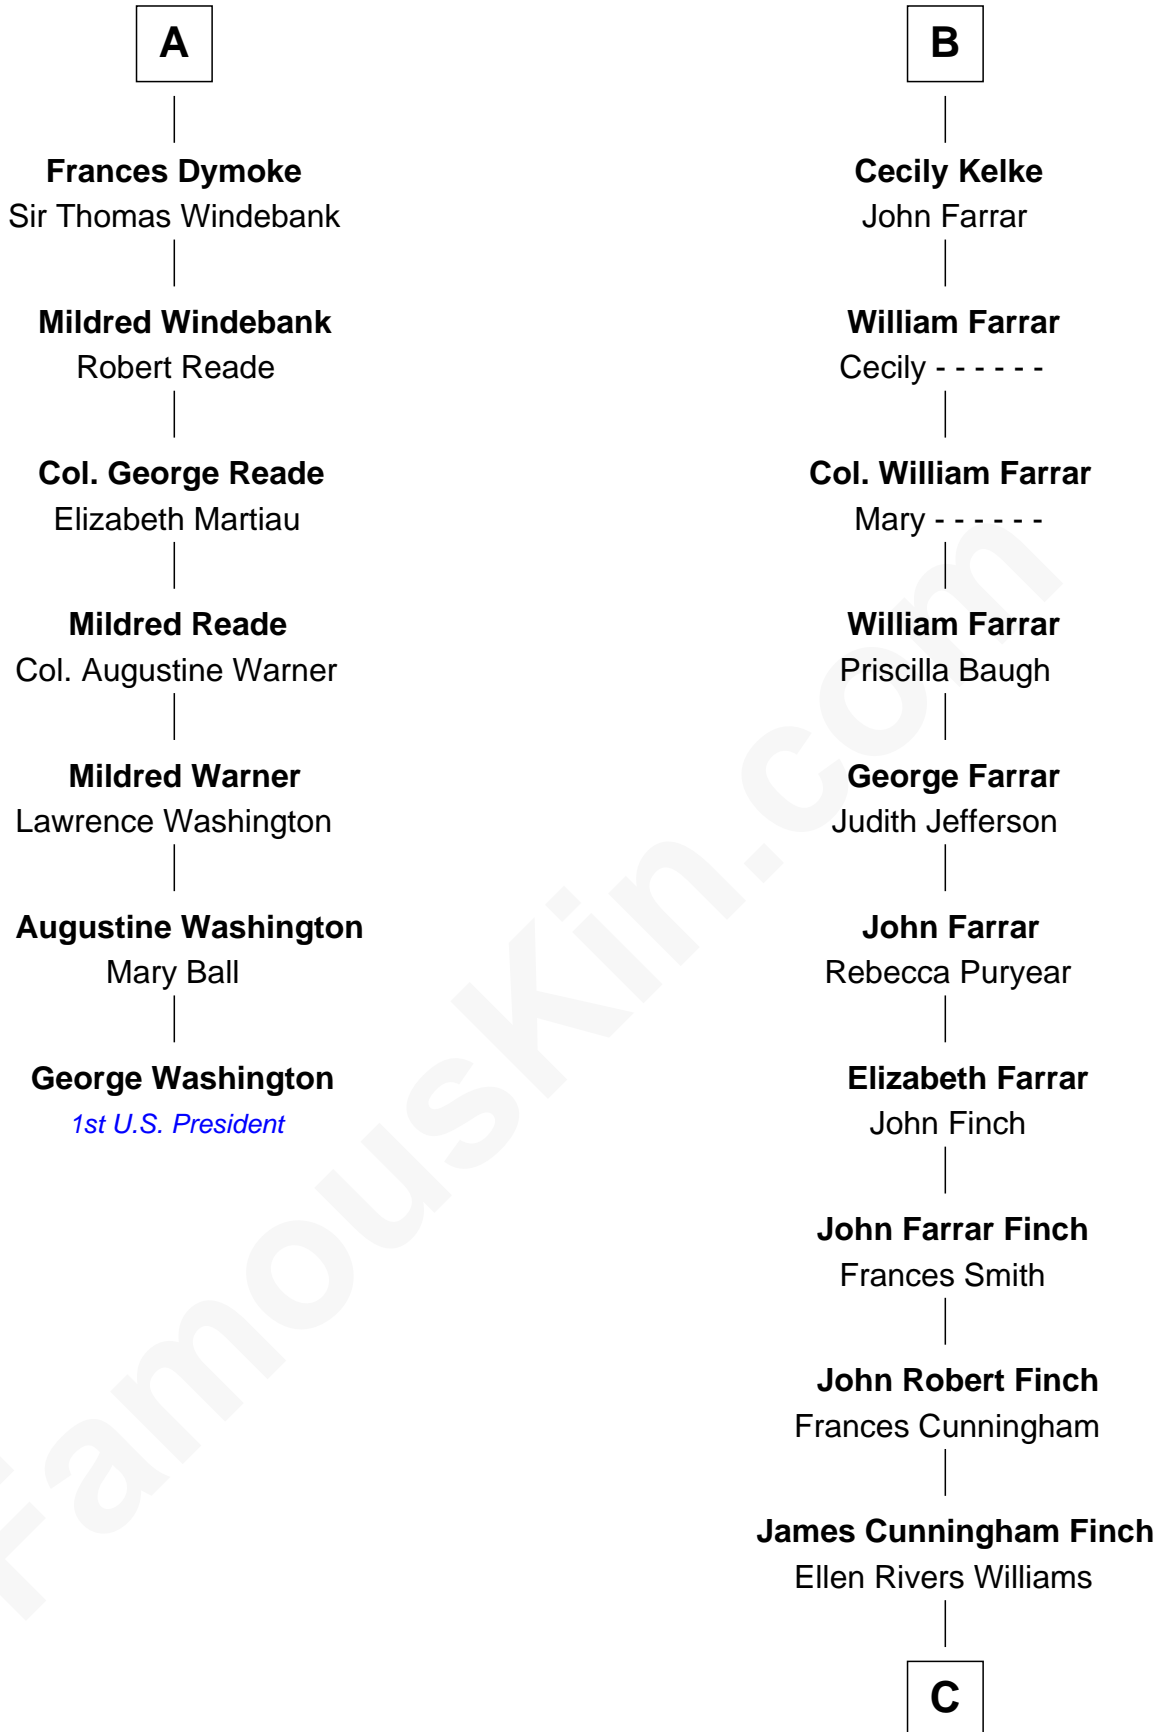 A
Frances Dymoke
Sir Thomas Windebank
Mildred Windebank
Robert Reade
Col. George Reade
Elizabeth Martiau
Mildred Reade
Col. Augustine Warner
Mildred Warner
Lawrence Washington
Augustine Washington
Mary Ball
George Washington
1st U.S. President
B
Cecily Kelke
John Farrar
William Farrar
Cecily - - - - - -
Col. William Farrar
Mary - - - - - -
William Farrar
Priscilla Baugh
George Farrar
Judith Jefferson
John Farrar
Rebecca Puryear
Elizabeth Farrar
John Finch
John Farrar Finch
Frances Smith
John Robert Finch
Frances Cunningham
James Cunningham Finch
Ellen Rivers Williams
C
FamousKin.com